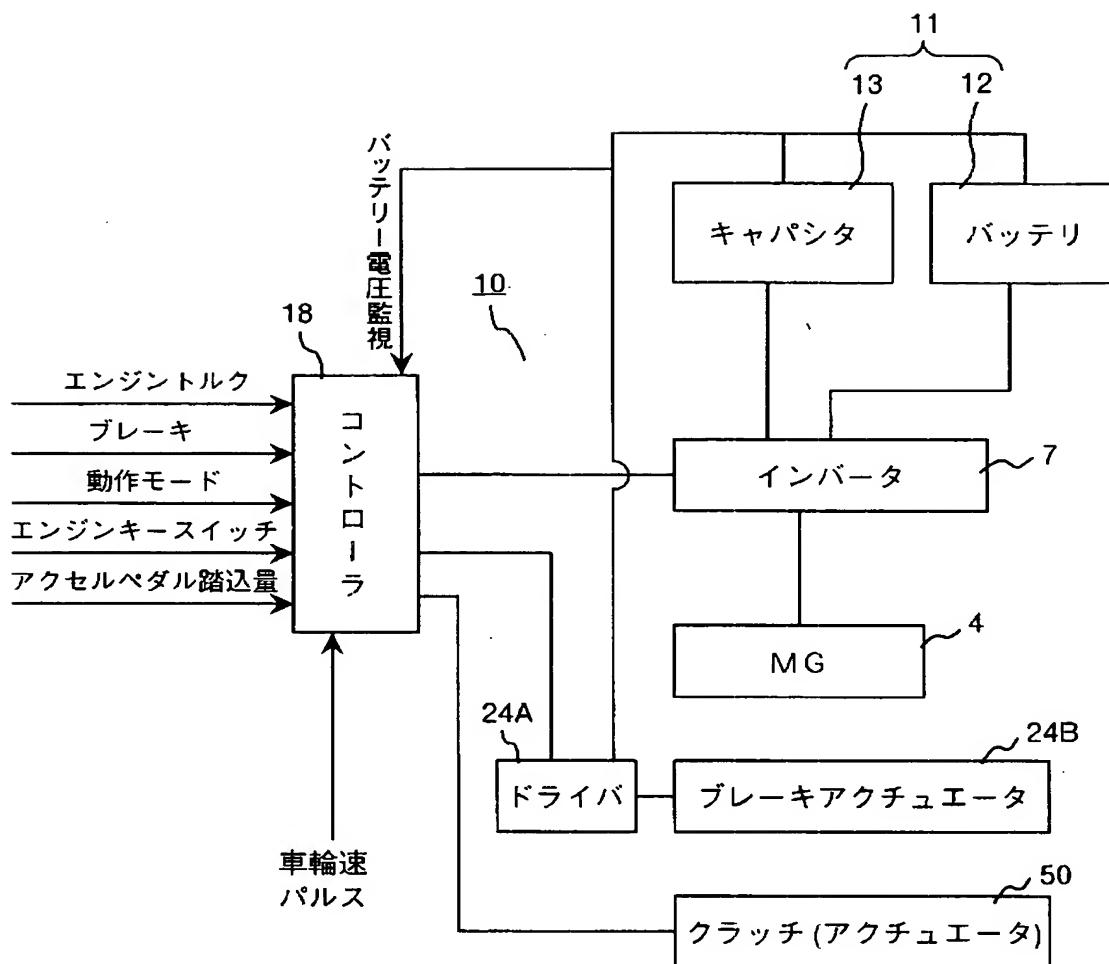 11
13
12
バッテリー電圧監視
キャパシタ
バッテリ
10
18
エンジントルク
ブレーキ
動作モード
エンジンキースイッチ
アクセルペダル踏込量
コントローラ
インバータ
7
MG
4
24A
ドライバ
24B
ブレーキアクチュエータ
車輪速
パルス
50
クラッチ(アクチュエータ)